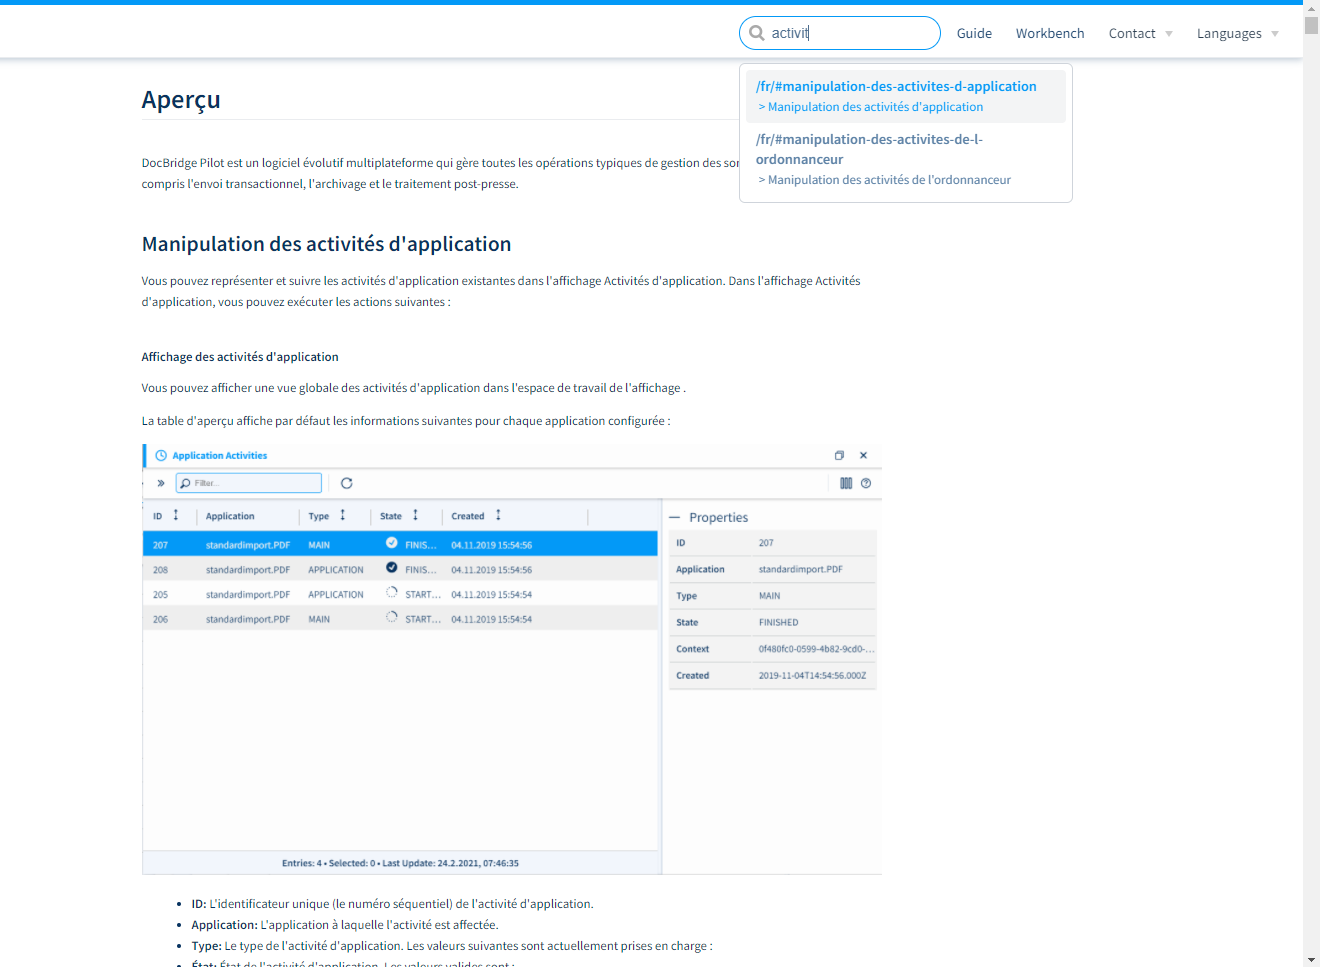 activit
Guide
Workbench
Contact
Languages
/fr/#manipulation-des-activites-d-application
> Manipulation des activités d'application
/fr/#manipulation-des-activites-de-l-
ordonnanceur
> Manipulation des activités de l'ordonnanceur
Aperçu
DocBridge Pilot est un logiciel évolutif multiplateforme qui gère toutes les opérations typiques de gestion des
compris l'envoi transactionnel, l'archivage et le traitement post-presse.
Manipulation des activités d'application
Vous pouvez représenter et suivre les activités d'application existantes dans l'affichage Activités d'application. Dans l'affichage Activités
d'application, vous pouvez exécuter les actions suivantes :
Affichage des activités d'application
Vous pouvez afficher une vue globale des activités d'application dans l'espace de travail de l'affichage .
La table d'aperçu affiche par défaut les informations suivantes pour chaque application configurée :
Application Activities
Filter...
ID Application Type State Created
207 standardimport.PDF MAIN FINIS... 04.11.2019 15:54:56
208 standardimport.PDF APPLICATION FINIS... 04.11.2019 15:54:56
205 standardimport.PDF APPLICATION START... 04.11.2019 15:54:54
206 standardimport.PDF MAIN START... 04.11.2019 15:54:54
Entries: 4 • Selected: 0 • Last Update: 24.2.2021, 07:46:35
Properties
ID 207
Application standardimport.PDF
Type MAIN
State FINISHED
Context 0f480fc0-0599-4b82-9cd0-...
Created 2019-11-04T14:54:56.000Z
• ID: L'identificateur unique (le numéro séquentiel) de l'activité d'application.
• Application: L'application à laquelle l'activité est affectée.
• Type: Le type de l'activité d'application. Les valeurs suivantes sont actuellement prises en charge :
• État: État de l'activité d'application. Les valeurs valides sont :